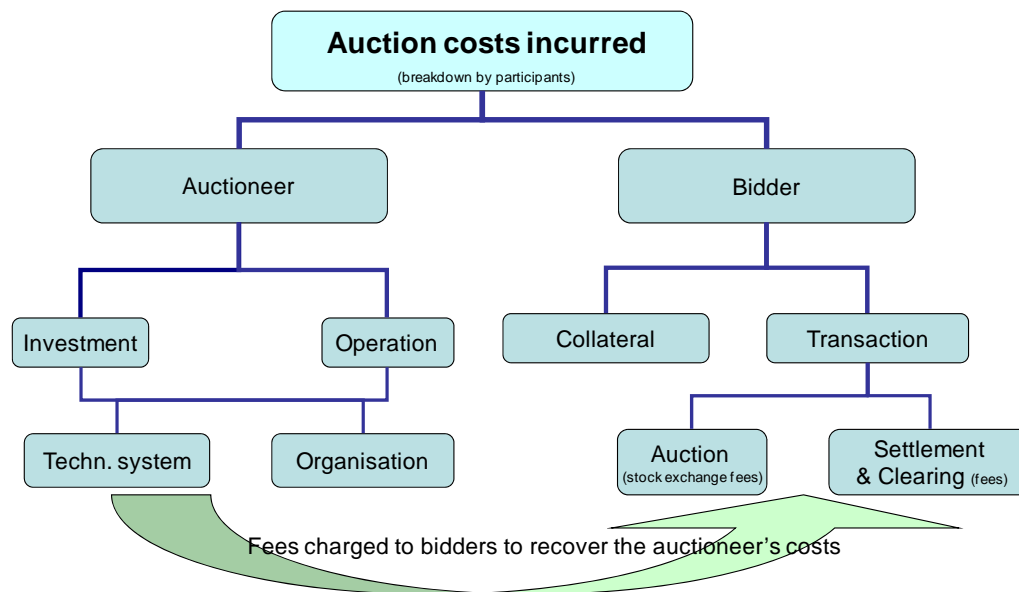 Auction costs incurred
(breakdown by participants)
Auctioneer
Bidder
Investment
Operation
Collateral
Transaction
Techn. system
Organisation
Auction
(stock exchange fees)
Settlement
& Clearing (fees)
Fees charged to bidders to recover the auctioneer's costs